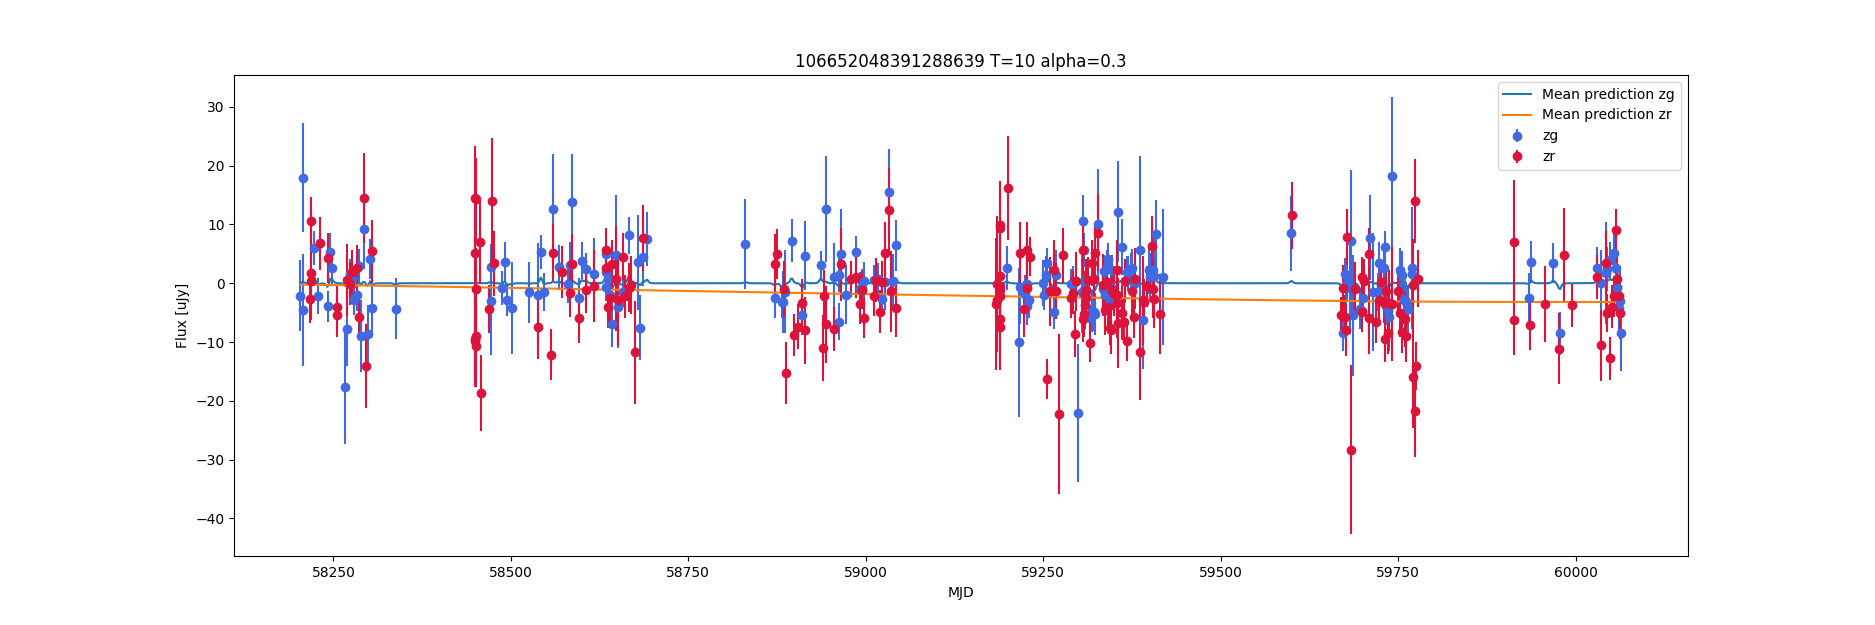 106652048391288639 T=10 alpha=0.3
Mean prediction zg
Mean prediction zr
zg
zr
Flux [uJy]
30
20
10
0
−10
−20
−30
−40
58250 58500 58750 59000 59250 59500 59750 60000
MJD